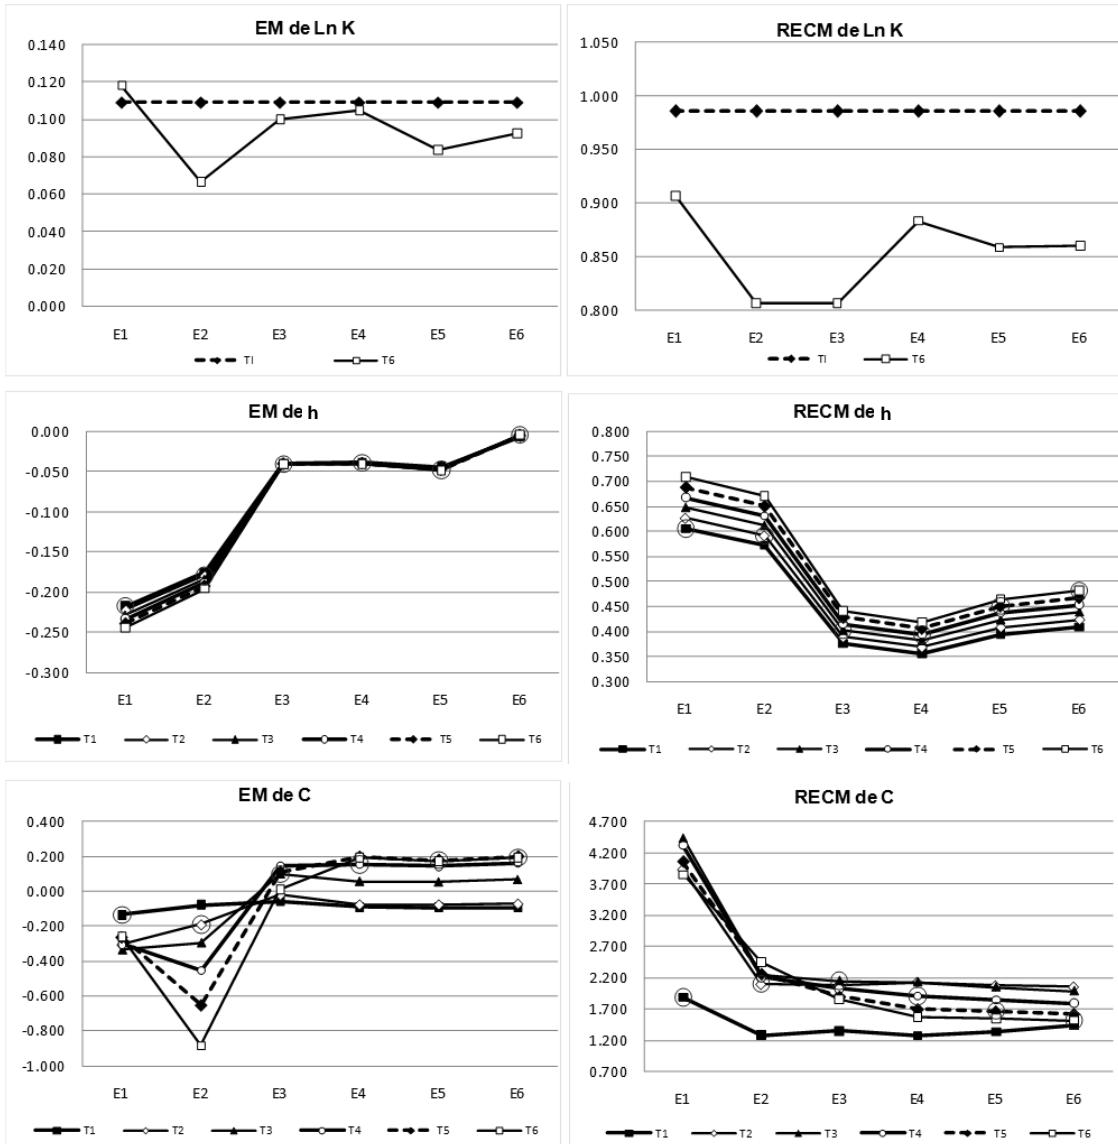 EM de Ln K
0.140
0.120
0.100
0.080
0.060
0.040
0.020
0.000
E1 E2 E3 E4 E5 E6
TI T6
RECM de Ln K
1.050
1.000
0.950
0.900
0.850
0.800
E1 E2 E3 E4 E5 E6
TI T6
EM de h
0.000
-0.050
-0.100
-0.150
-0.200
-0.250
-0.300
E1 E2 E3 E4 E5 E6
T1 T2 T3 T4 T5 T6
RECM de h
0.800
0.750
0.700
0.650
0.600
0.550
0.500
0.450
0.400
0.350
0.300
E1 E2 E3 E4 E5 E6
T1 T2 T3 T4 T5 T6
EM de C
0.400
0.200
0.000
-0.200
-0.400
-0.600
-0.800
-1.000
E1 E2 E3 E4 E5 E6
T1 T2 T3 T4 T5 T6
RECM de C
4.700
4.200
3.700
3.200
2.700
2.200
1.700
1.200
0.700
E1 E2 E3 E4 E5 E6
T1 T2 T3 T4 T5 T6